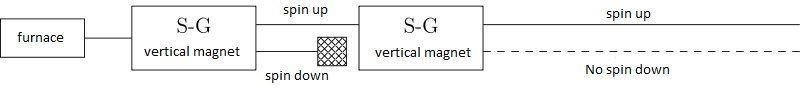 furnace
S-G
vertical magnet
spin up
spin down
S-G
vertical magnet
spin up
No spin down